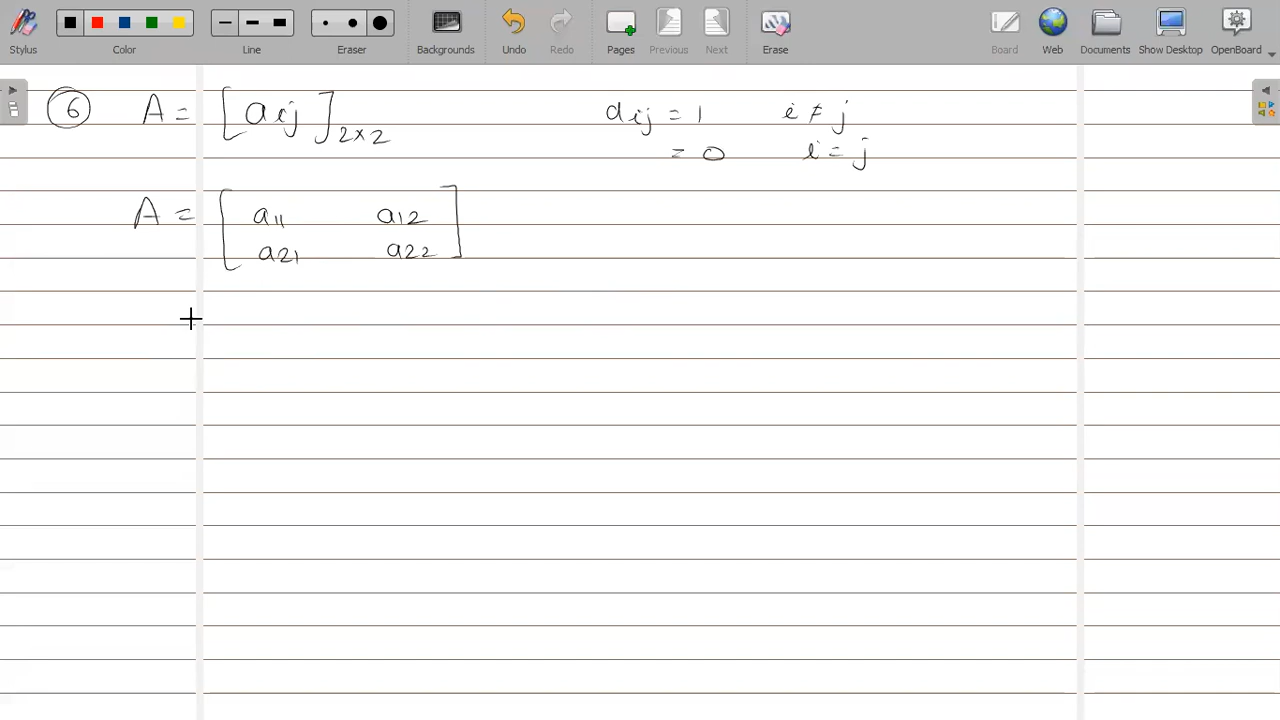 Stylus Color Line Eraser Backgrounds Undo Redo Pages Previous Next Erase Board Web Documents Show Desktop OpenBoard
6 A = [aij]2×2 aij = 1 i ≠ j
= 0 i = j
A = [a11 a12
a21 a22]